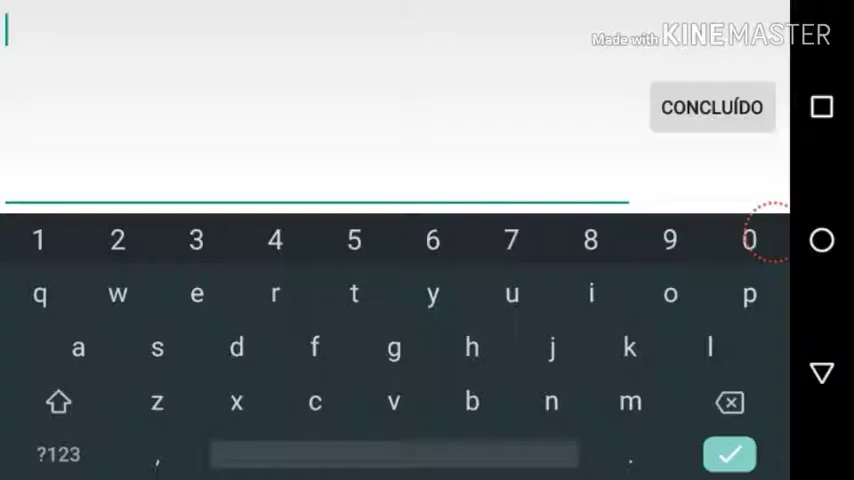 Made with KINEMASTER
CONCLUÍDO
1 2 3 4 5 6 7 8 9 0
q w e r t y u i o p
a s d f g h j k l
z x c v b n m
?123 , .